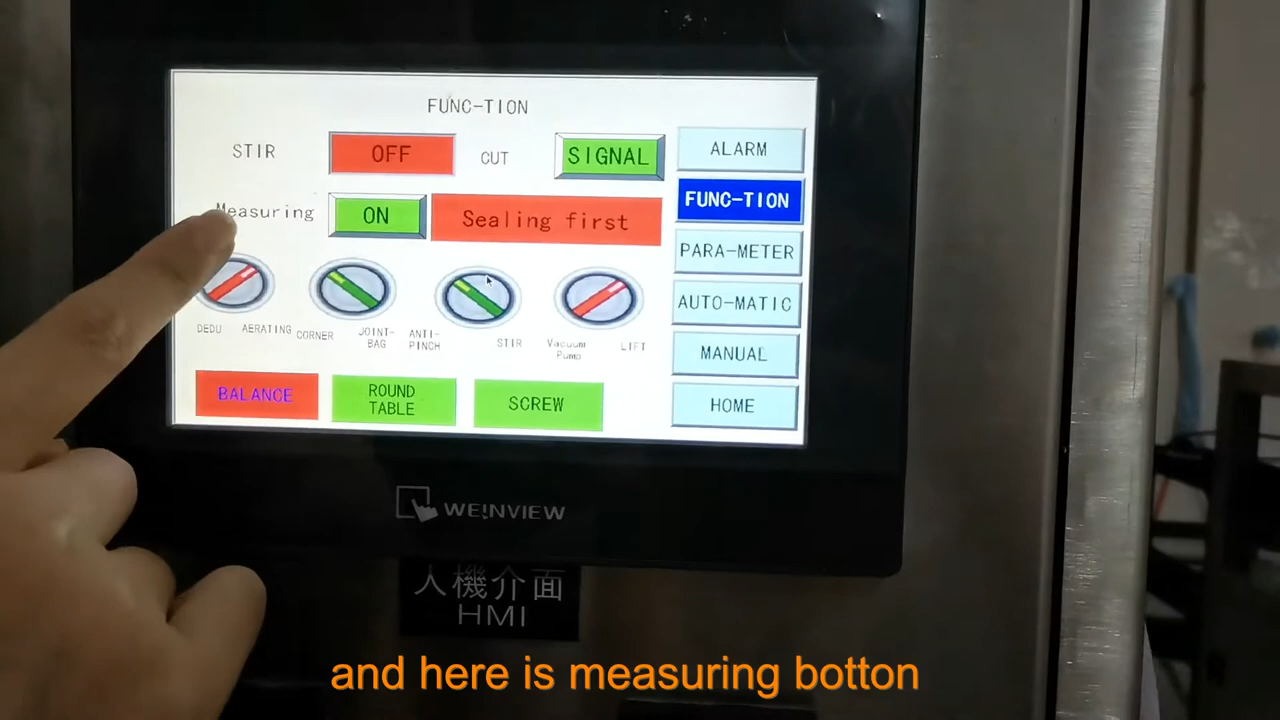 FUNC-TION
STIR OFF CUT SIGNAL
Measuring ON Sealing first
DEDU AERATING CORNER JOINT-BAG ANTI-PINCH STIR Vacuum Pump LIFT
BALANCE ROUND TABLE SCREW
ALARM
FUNC-TION
PARA-METER
AUTO-MATIC
MANUAL
HOME
WE!NVIEW
人機介面
HMI
and here is measuring botton